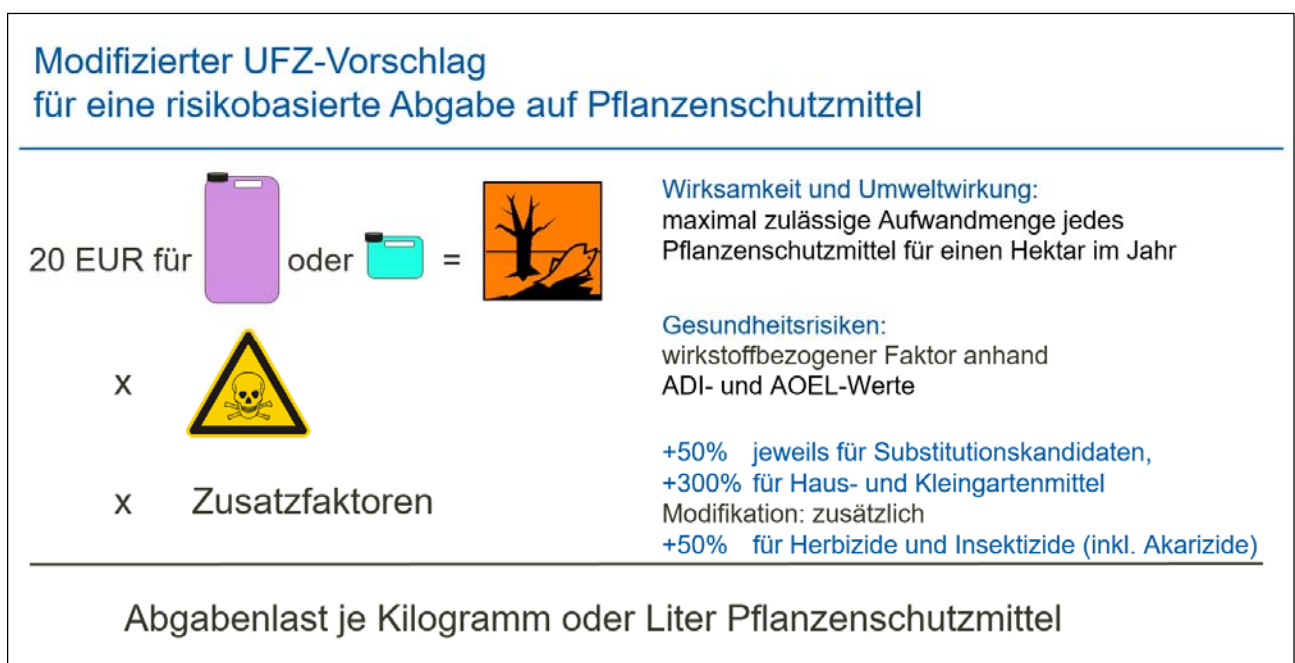 Modifizierter UFZ-Vorschlag
für eine risikobasierte Abgabe auf Pflanzenschutzmittel
20 EUR für oder =
Wirksamkeit und Umweltwirkung:
maximal zulässige Aufwandmenge jedes
Pflanzenschutzmittel für einen Hektar im Jahr
x
Gesundheitsrisiken:
wirkstoffbezogener Faktor anhand
ADI- und AOEL-Werte
x Zusatzfaktoren
+50% jeweils für Substitutionskandidaten,
+300% für Haus- und Kleingartenmittel
Modifikation: zusätzlich
+50% für Herbizide und Insektizide (inkl. Akarizide)
Abgabenlast je Kilogramm oder Liter Pflanzenschutzmittel